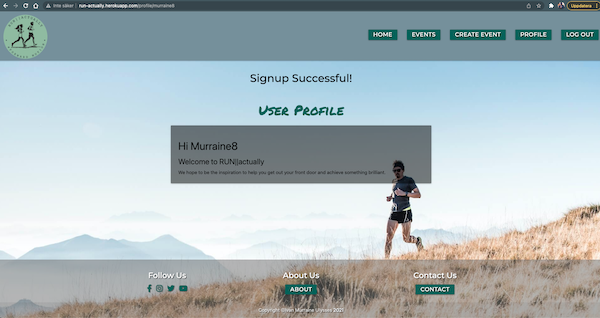 Inte säker | run-actually.herokuapp.com/profile/murraine8
Uppdatera
HOME
EVENTS
CREATE EVENT
PROFILE
LOG OUT
Signup Successful!
User Profile
Hi Murraine8
Welcome to RUN||actually
We hope to be the inspiration to help you get out your front door and achieve something brilliant.
Follow Us
About Us
Contact Us
ABOUT
CONTACT
Copyright Murraine 2021